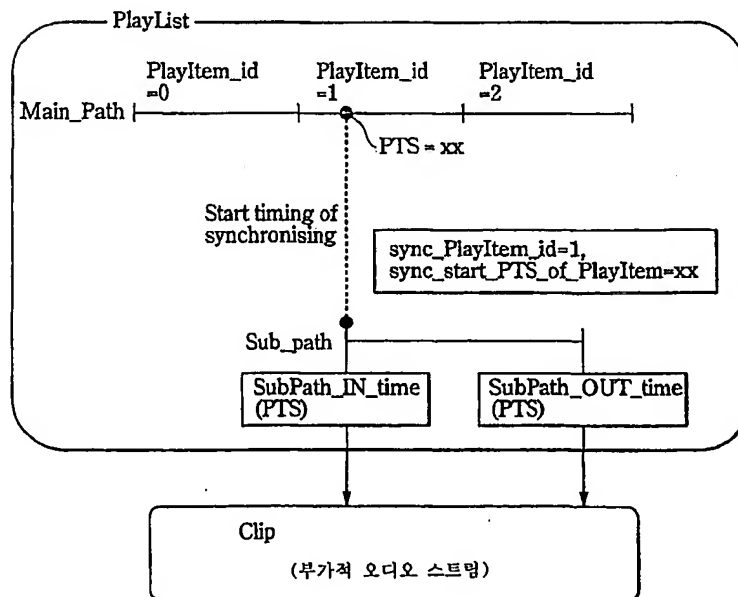 PlayList
PlayItem_id
=0
PlayItem_id
=1
PlayItem_id
=2
Main_Path
PTS = xx
Start timing of
synchronising
sync_PlayItem_id=1,
sync_start_PTS_of_PlayItem=xx
Sub_path
SubPath_IN_time
(PTS)
SubPath_OUT_time
(PTS)
Clip
(부가적 오디오 스트림)